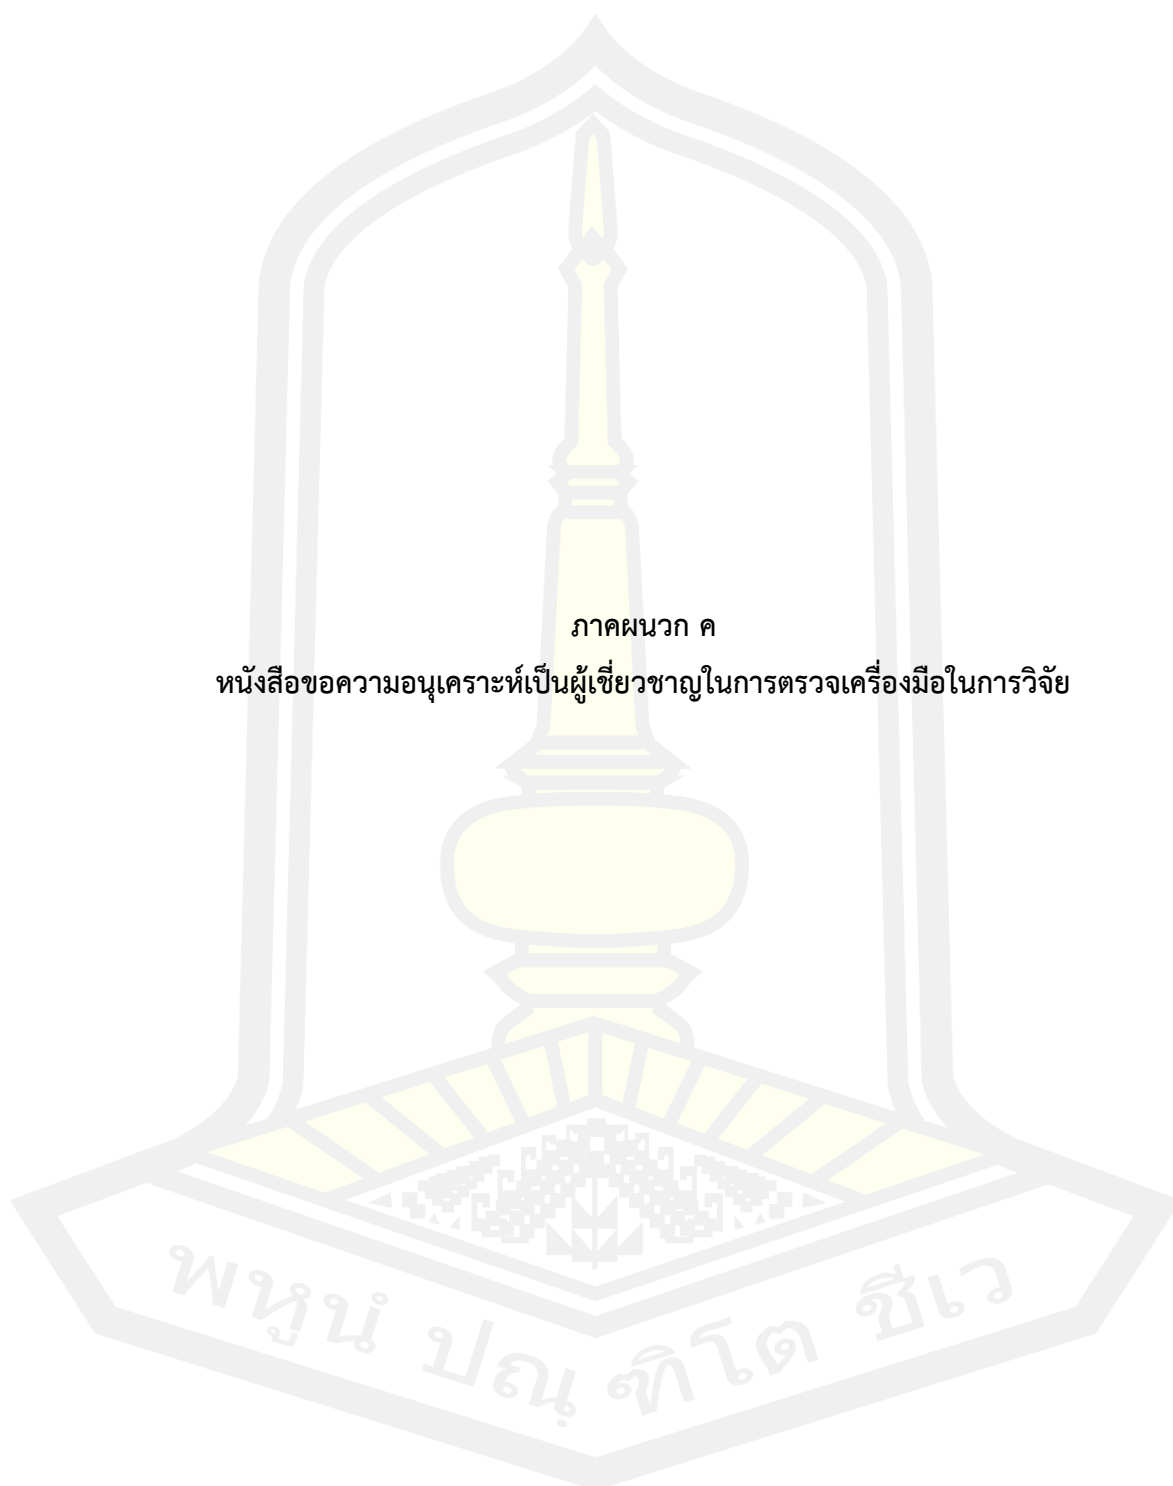 ภาคผนวก ค
หนังสือขอความอนุเคราะห์เป็นผู้เชี่ยวชาญในการตรวจเครื่องมือในการวิจัย
พหูนํ ปณฺฑิโต ชีเว